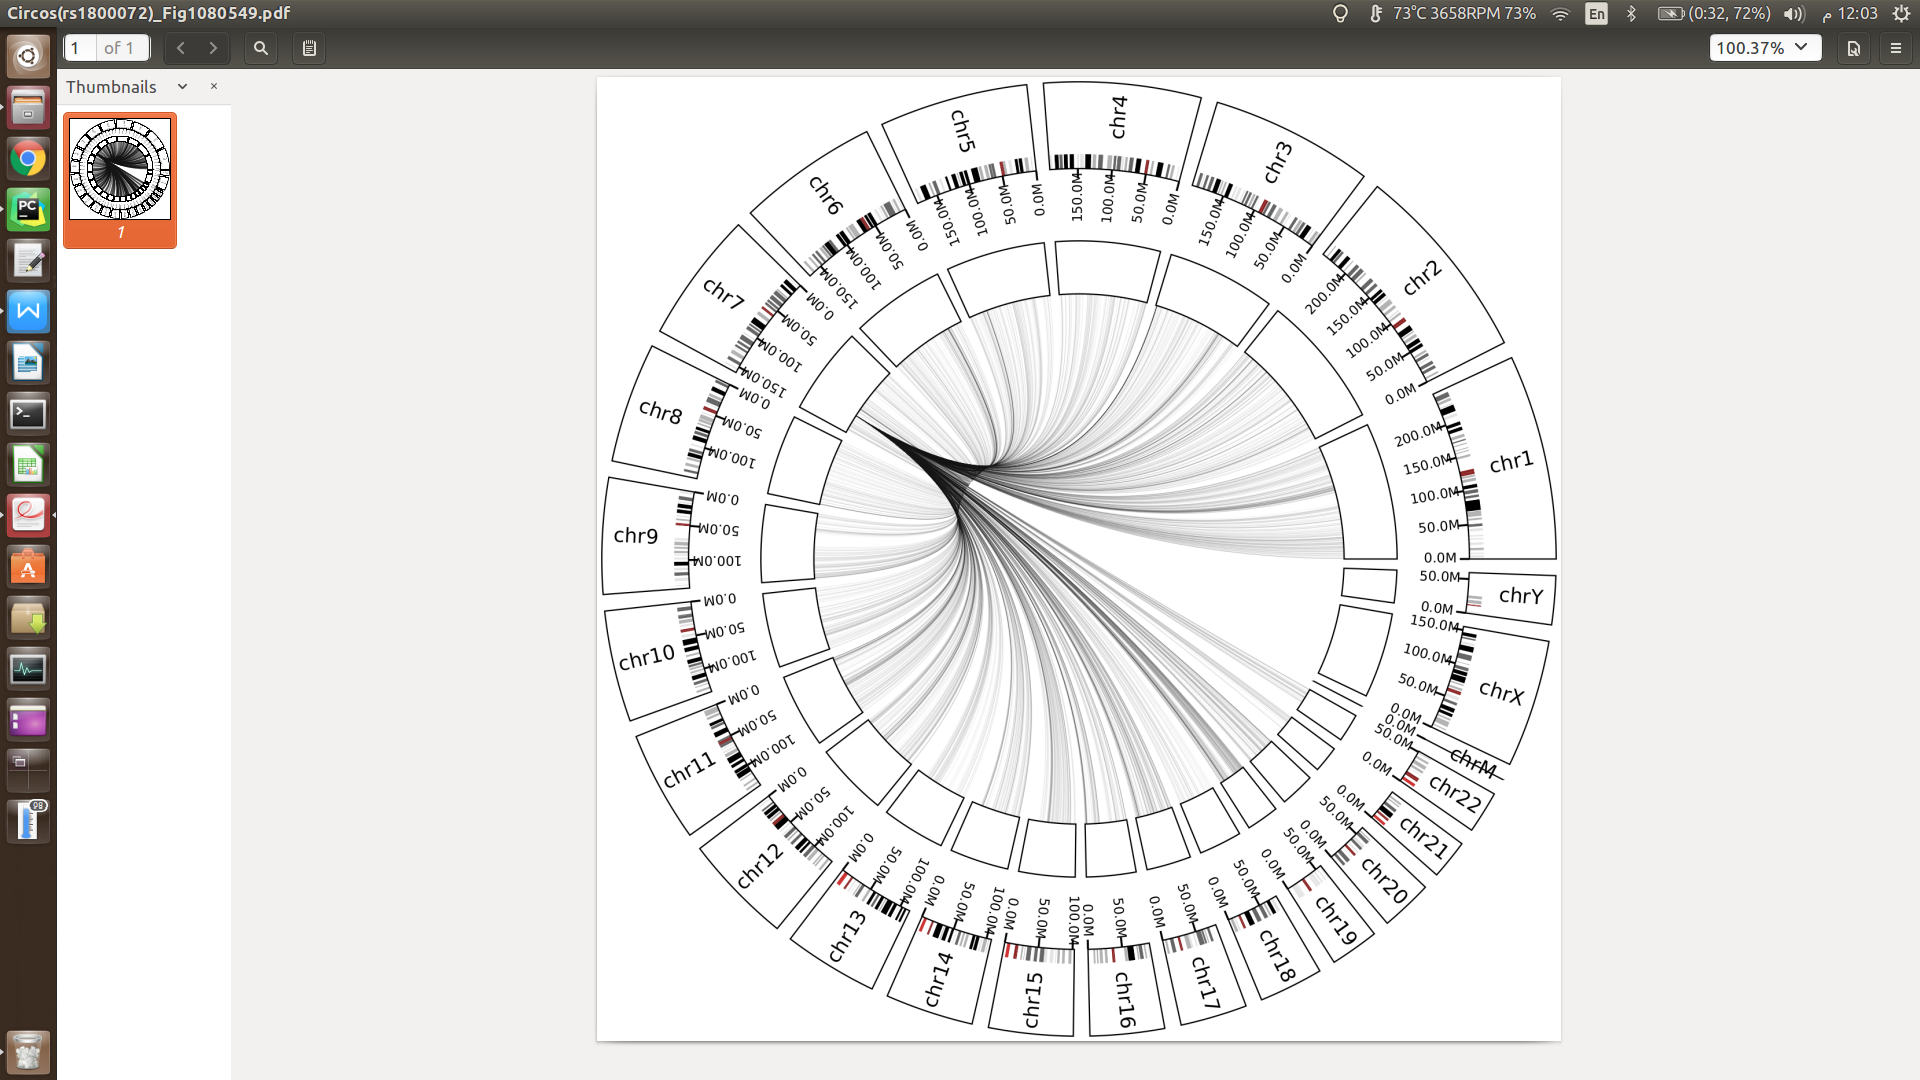 Circos(rs1800072)_Fig1080549.pdf
73°C 3658RPM 73% En (0:32, 72%) 12:03 م
1 of 1
100.37%
Thumbnails ×
1
chr1
0.0M 50.0M 100.0M 150.0M 200.0M
chr2
0.0M 50.0M 100.0M 150.0M 200.0M
chr3
0.0M 50.0M 100.0M 150.0M
chr4
0.0M 50.0M 100.0M 150.0M
chr5
0.0M 50.0M 100.0M 150.0M
chr6
0.0M 50.0M 100.0M 150.0M
chr7
0.0M 50.0M 100.0M 150.0M
chr8
0.0M 50.0M 100.0M
chr9
0.0M 50.0M 100.0M
chr10
0.0M 50.0M 100.0M
chr11
0.0M 50.0M 100.0M
chr12
0.0M 50.0M 100.0M
chr13
0.0M 50.0M 100.0M
chr14
0.0M 50.0M 100.0M
chr15
0.0M 50.0M 100.0M
chr16
0.0M 50.0M
chr17
0.0M 50.0M
chr18
0.0M 50.0M
chr19
0.0M 50.0M
chr20
0.0M 50.0M
chr21
0.0M
chr22
0.0M 50.0M
chrM
0.0M
chrX
0.0M 50.0M 100.0M 150.0M
chrY
0.0M 50.0M
PC
98